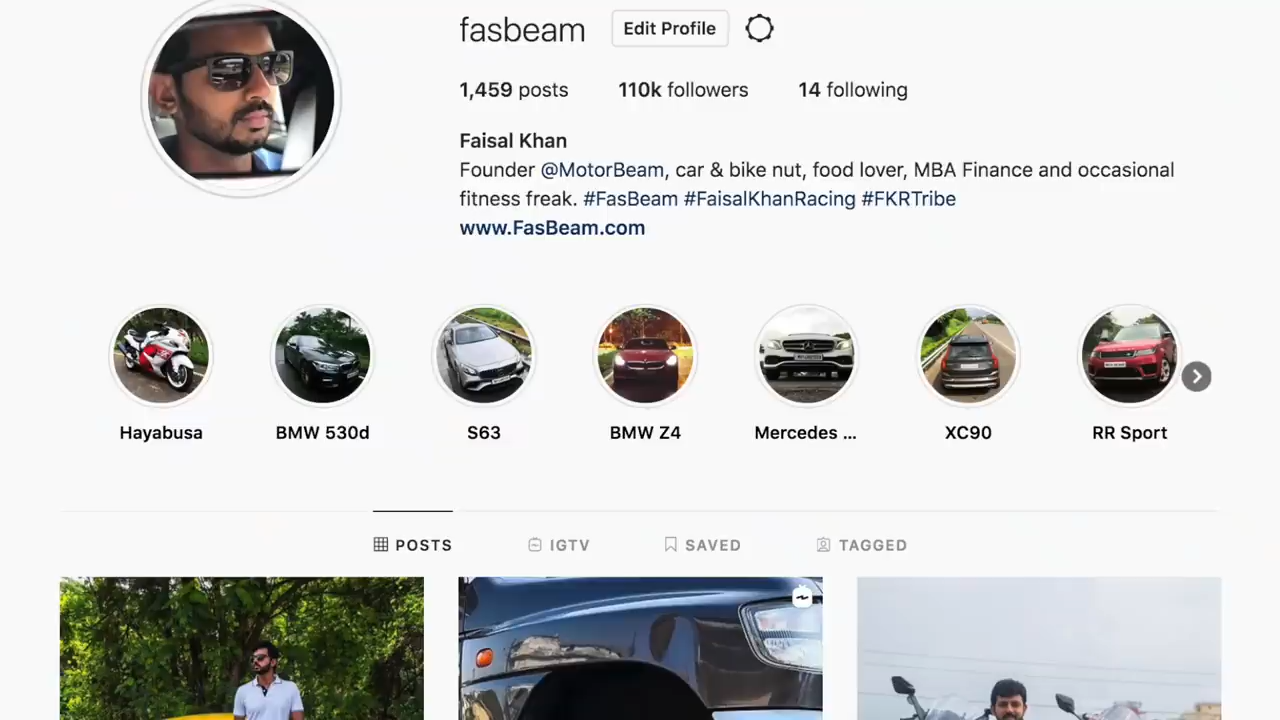 fasbeam Edit Profile
1,459 posts 110k followers 14 following
Faisal Khan
Founder @MotorBeam, car & bike nut, food lover, MBA Finance and occasional
fitness freak. #FasBeam #FaisalKhanRacing #FKRTribe
www.FasBeam.com
Hayabusa BMW 530d S63 BMW Z4 Mercedes ... XC90 RR Sport
POSTS IGTV SAVED TAGGED